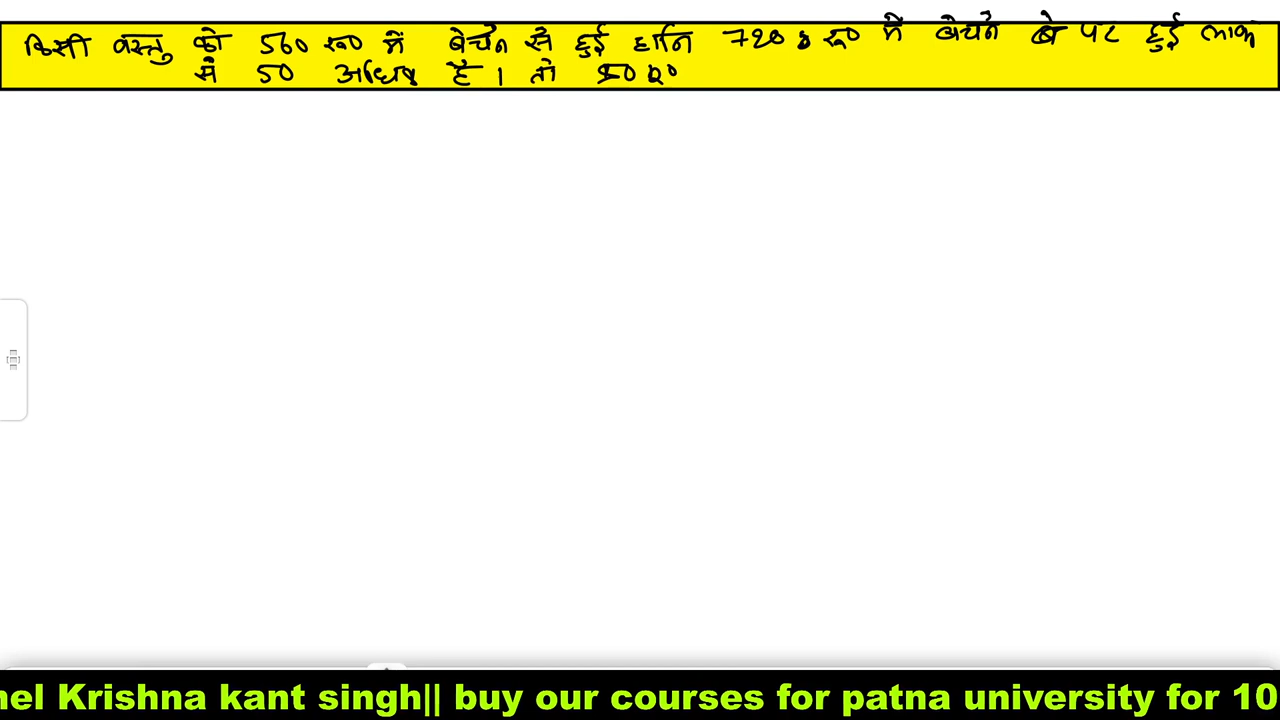 किसी वस्तु को 560 रू० में बेचने से हुई हानि 720 रू० में बेचने पर हुई लाभ
से 50 अधिक है । तो
nel Krishna kant singh|| buy our courses for patna university for 10